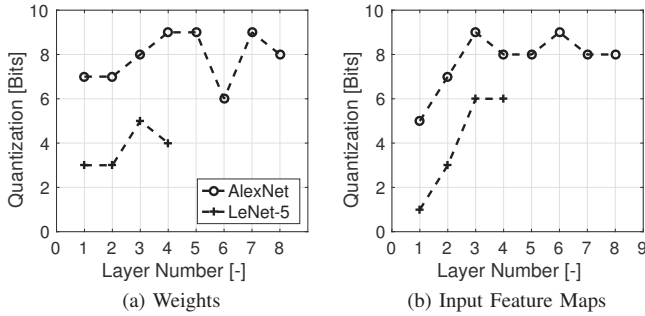 10
8
6
4
2
0
Quantization [Bits]
0 1 2 3 4 5 6 7 8
Layer Number [-]
AlexNet
LeNet-5
(a) Weights
10
8
6
4
2
0
Quantization [Bits]
0 1 2 3 4 5 6 7 8 9
Layer Number [-]
(b) Input Feature Maps